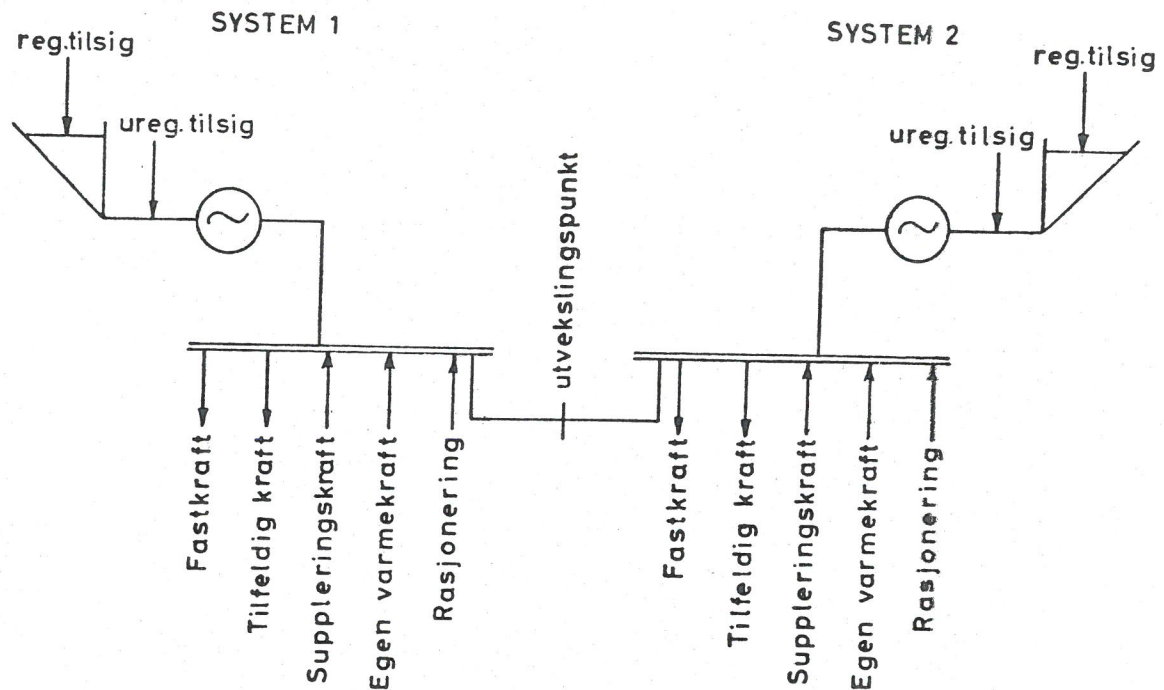 SYSTEM 1
reg.tilsig
ureg.tilsig
Fastkraft
Tilfeldig kraft
Suppleringskraft
Egen varmekraft
Rasjonering
utvekslingspunkt
SYSTEM 2
reg.tilsig
ureg.tilsig
Fastkraft
Tilfeldig kraft
Suppleringskraft
Egen varmekraft
Rasjonering